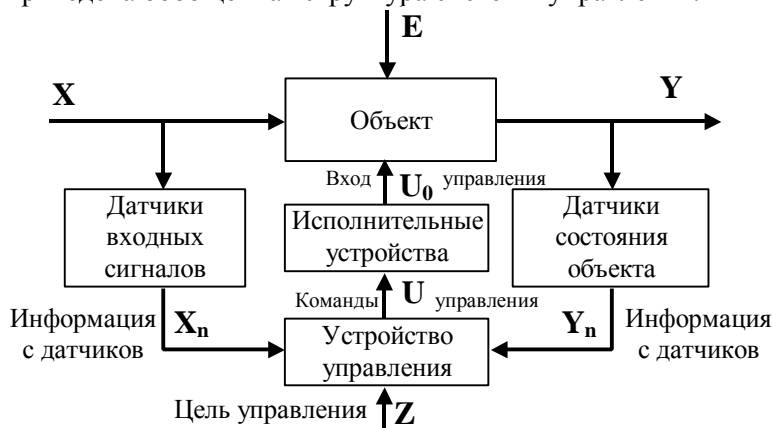 E
X
Y
Объект
Вход U₀ управления
Датчики
входных
сигналов
Исполнительные
устройства
Датчики
состояния
объекта
Команды U управления
Информация
с датчиков
Xn
Устройство
управления
Yn
Информация
с датчиков
Цель управления Z